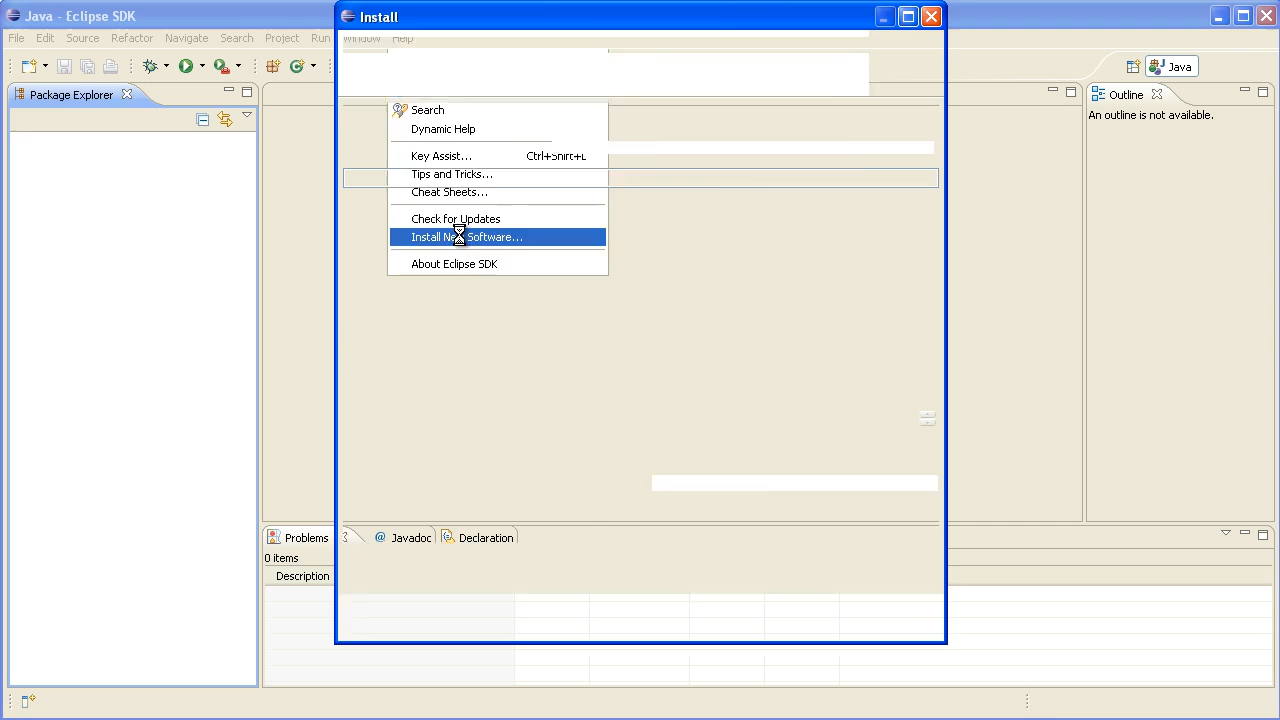 Java - Eclipse SDK
Install
File Edit Source Refactor Navigate Search Project Run
Window Help
Java
Package Explorer
Outline
An outline is not available.
Search
Dynamic Help
Key Assist... Ctrl+Shift+L
Tips and Tricks...
Cheat Sheets...
Check for Updates
Install New Software...
About Eclipse SDK
Problems
@ Javadoc
Declaration
0 items
Description